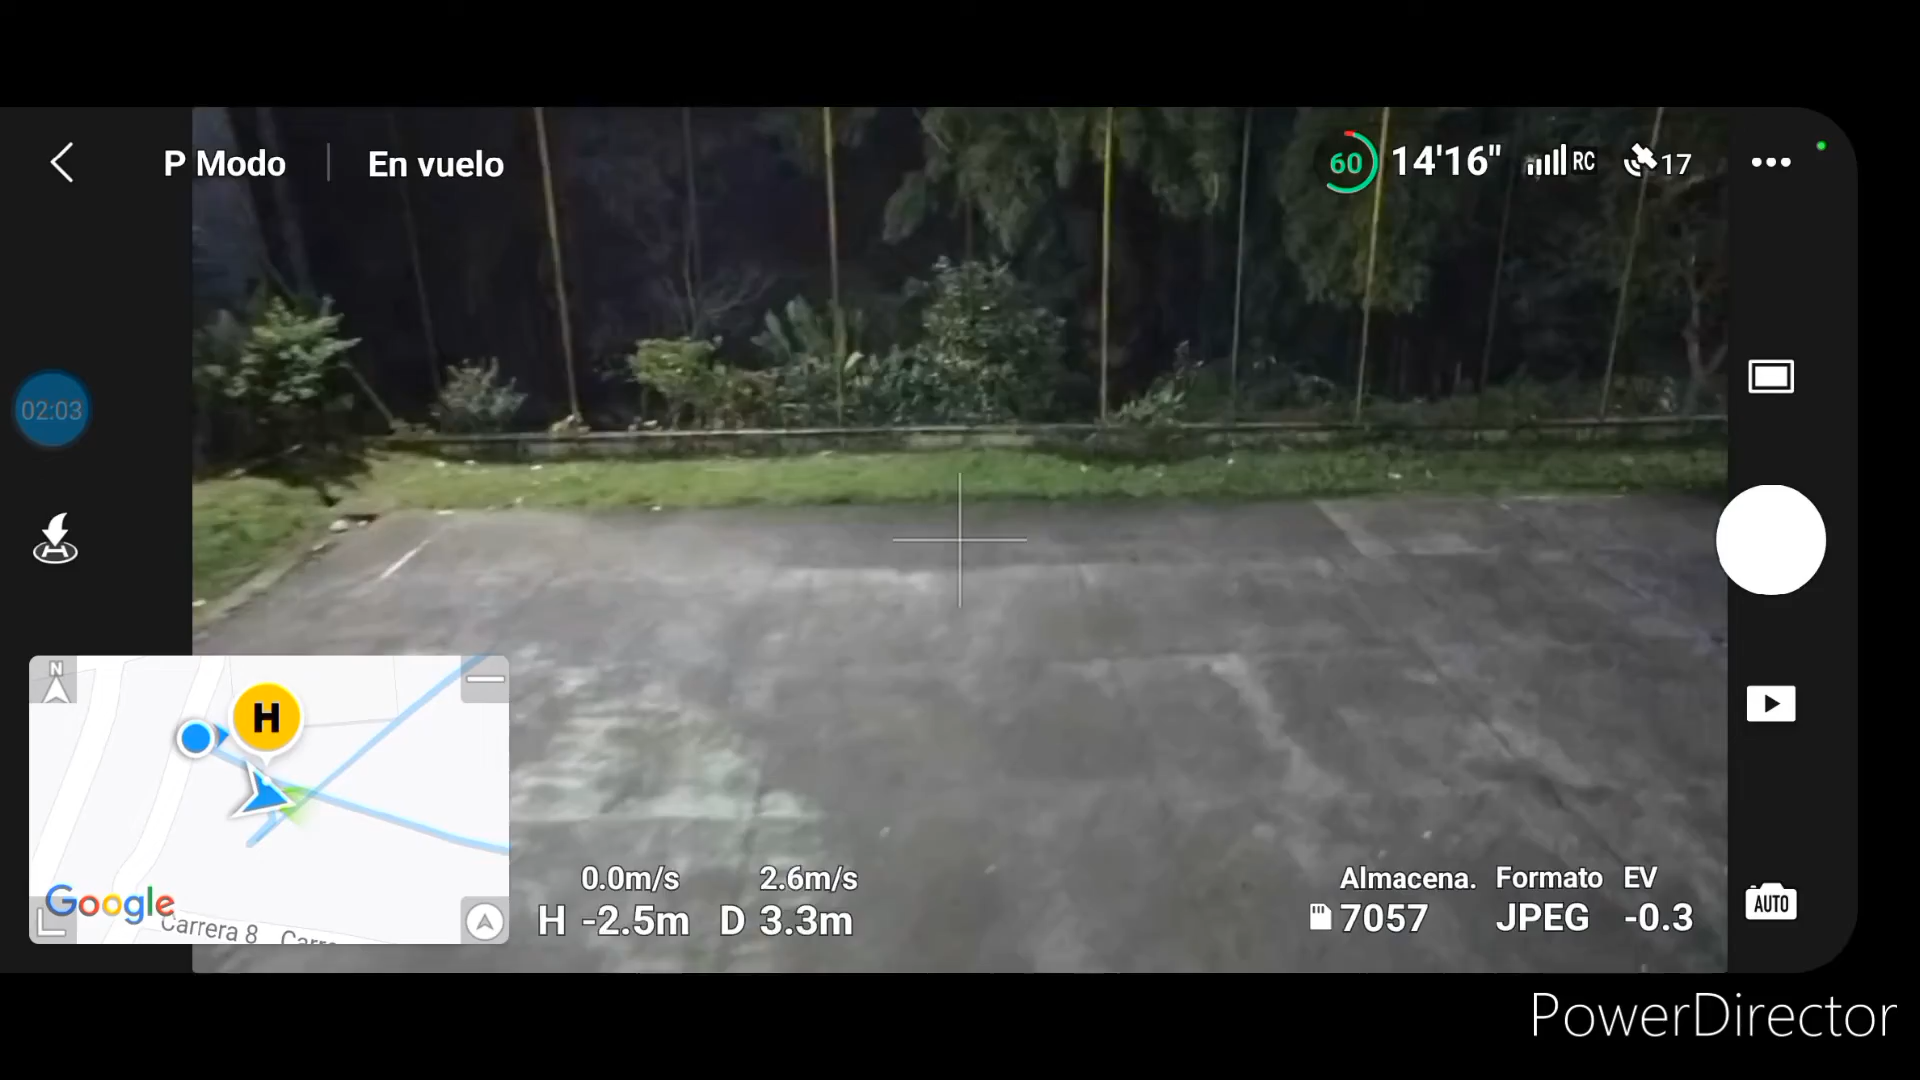 P Modo | En vuelo
60 14'16" RC 17
02:03
N
H
Google
Carrera 8
0.0m/s 2.6m/s
H -2.5m D 3.3m
Almacena. Formato EV
7057 JPEG -0.3
AUTO
PowerDirector